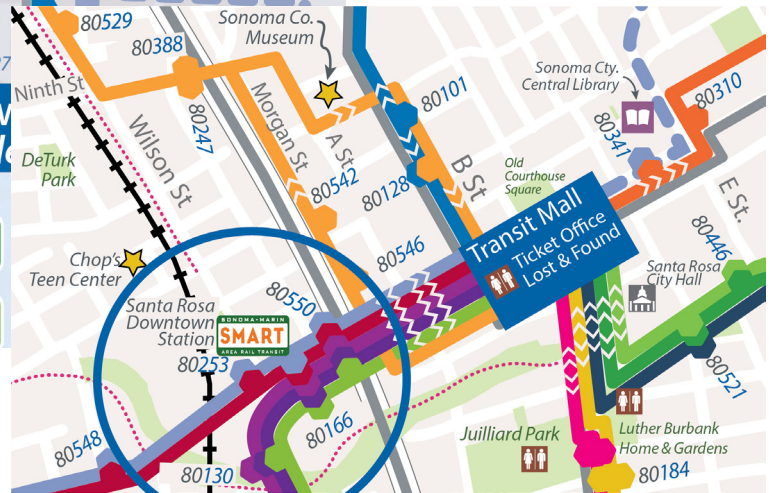 80529
80388
Sonoma Co.
Museum
Sonoma Cty.
Central Library
80310
Ninth St
80247
Wilson St
Morgan St
A St.
80101
80341
DeTurk
Park
80542
80128
B St
Old
Courthouse
Square
E St.
Transit Mall
Ticket Office
Lost & Found
80446
Chop's
Teen Center
80546
80550
Santa Rosa
City Hall
Santa Rosa
Downtown
Station
SONOMA-MARIN
SMART
AREA RAIL TRANSIT
80253
80521
80166
80548
80130
Juilliard Park
Luther Burbank
Home & Gardens
80184